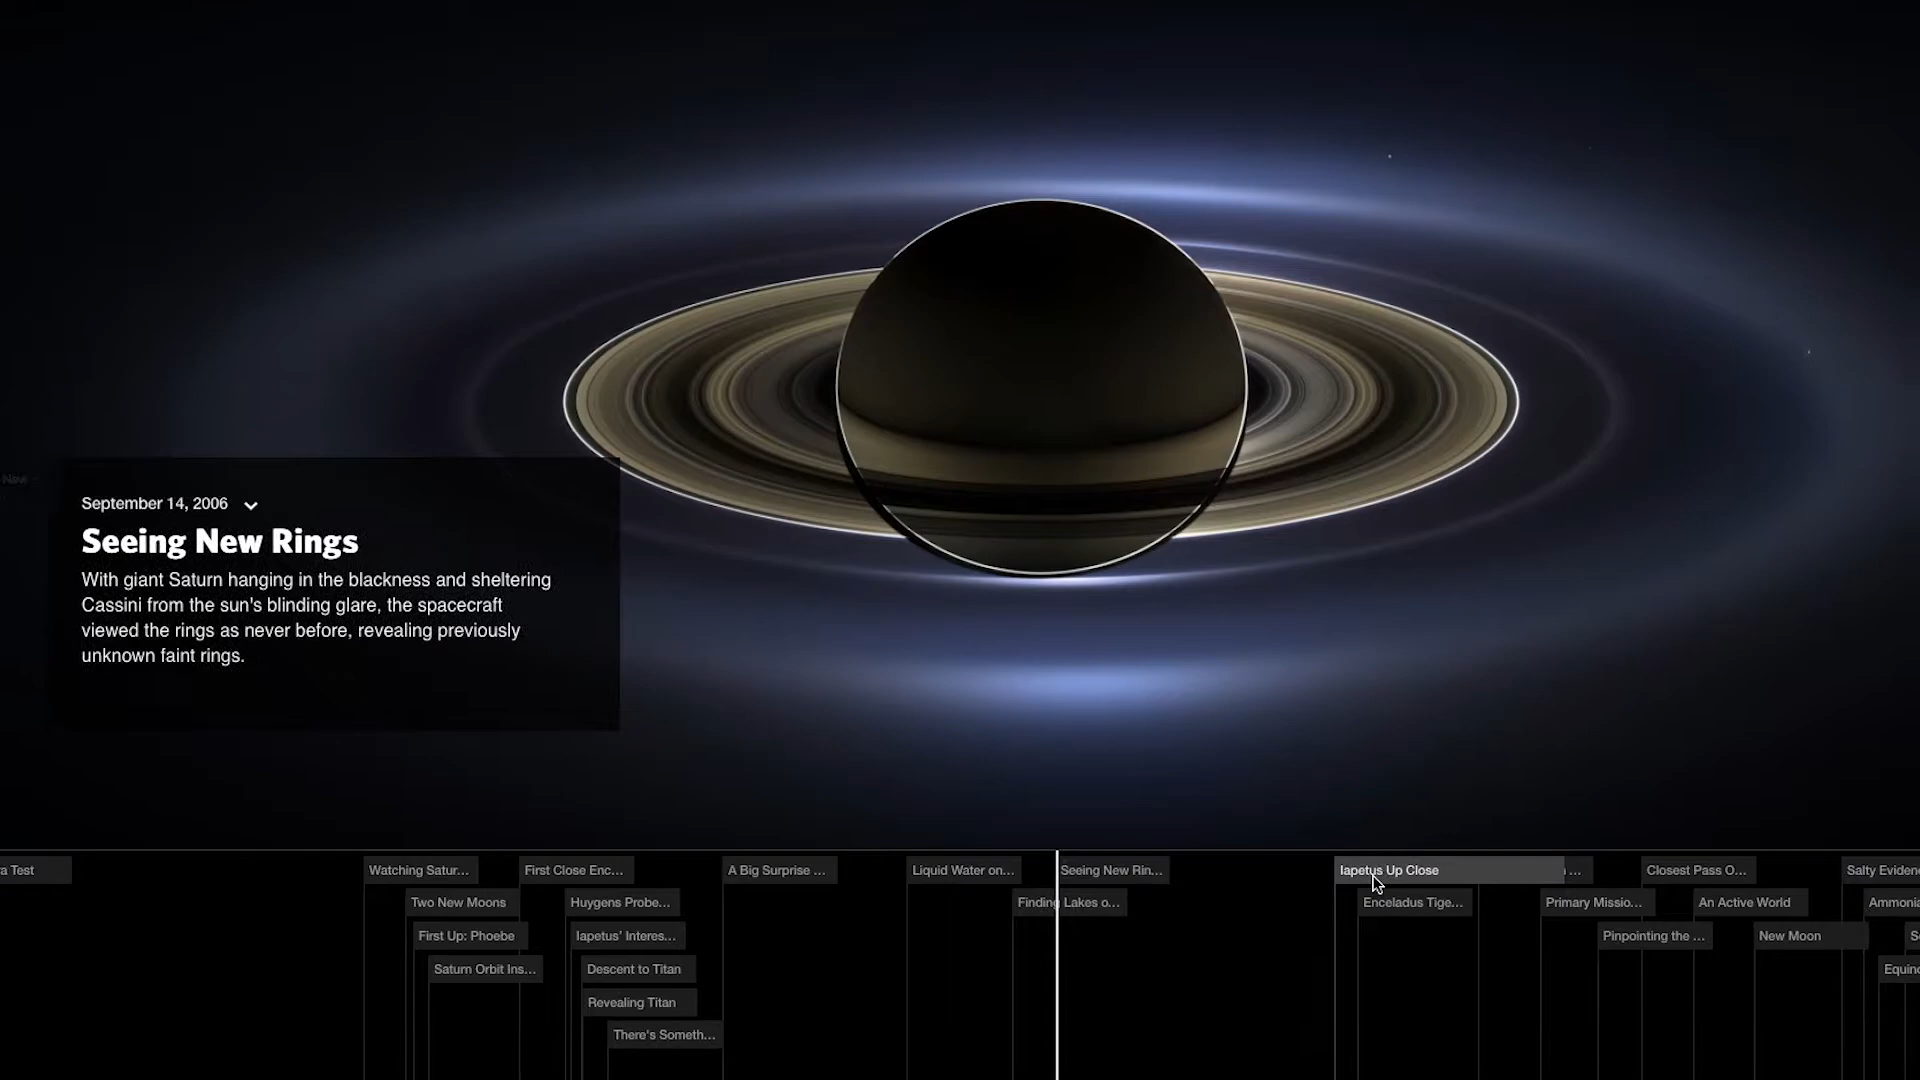 New
September 14, 2006
Seeing New Rings
With giant Saturn hanging in the blackness and sheltering
Cassini from the sun's blinding glare, the spacecraft
viewed the rings as never before, revealing previously
unknown faint rings.
a Test
Watching Satur...
First Close Enc...
A Big Surprise ...
Liquid Water on...
Seeing New Rin...
Iapetus Up Close
...
Closest Pass O...
Salty Eviden
Two New Moons
Huygens Probe...
Finding Lakes o...
Enceladus Tige...
Primary Missio...
An Active World
Ammonia
First Up: Phoebe
Iapetus' Interes...
Pinpointing the ...
New Moon
S
Saturn Orbit Ins...
Descent to Titan
Equino
Revealing Titan
There's Someth...